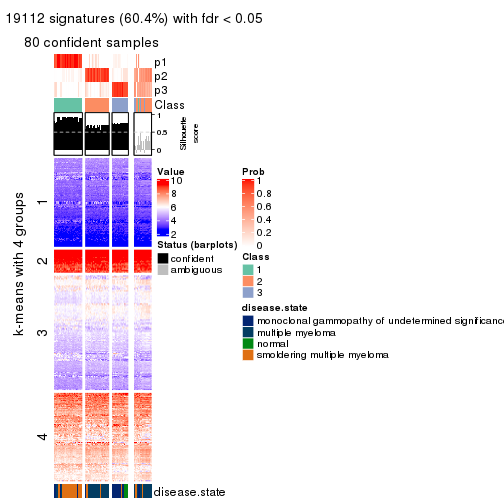 19112 signatures (60.4%) with fdr < 0.05
80 confident samples
p1
p2
p3
Class
1
0.5
0
Silhouette
score
k-means with 4 groups
1
2
3
4
disease.state
Value
10
8
6
4
2
Status (barplots)
confident
ambiguous
Prob
1
0.8
0.6
0.4
0.2
0
Class
1
2
3
disease.state
monoclonal gammopathy of undetermined significance
multiple myeloma
normal
smoldering multiple myeloma